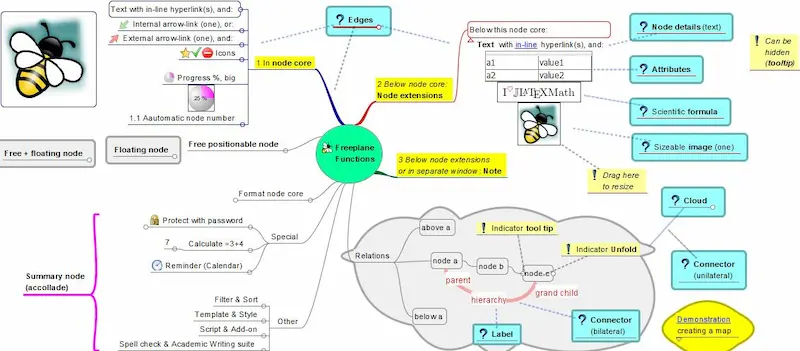 Text with in-line hyperlink(s), and:
Internal arrow-link (one), or:
External arrow-link (one), and:
Icons
Progress %, big
25 %
1.1 Aautomatic node number
1 In node core
? Edges
2 Below node core:
Node extensions
Below this node core:
Text with in-line hyperlink(s), and:
a1 value1
a2 value2
I♡JLATEXMath
? Node details (text)
? Attributes
? Scientific formula
? Sizeable image (one)
! Can be
hidden
(tooltip)
! Drag here
to resize
Free + floating node
Floating node
Free positionable node
Freeplane
Functions
3 Below node extensions
or in separate window: Note
Format node core
Protect with password
7 Calculate =3+4
Reminder (Calendar)
Special
Summary node
(accollade)
Filter & Sort
Template & Style
Script & Add-on
Spell check & Academic Writing suite
Other
Relations
above a
node a
node b
node c
below a
parent
hierarchy
grand child
! Indicator tool tip
! Indicator Unfold
? Cloud
? Connector
(unilateral)
? Connector
(bilateral)
? Label
Demonstration
creating a map